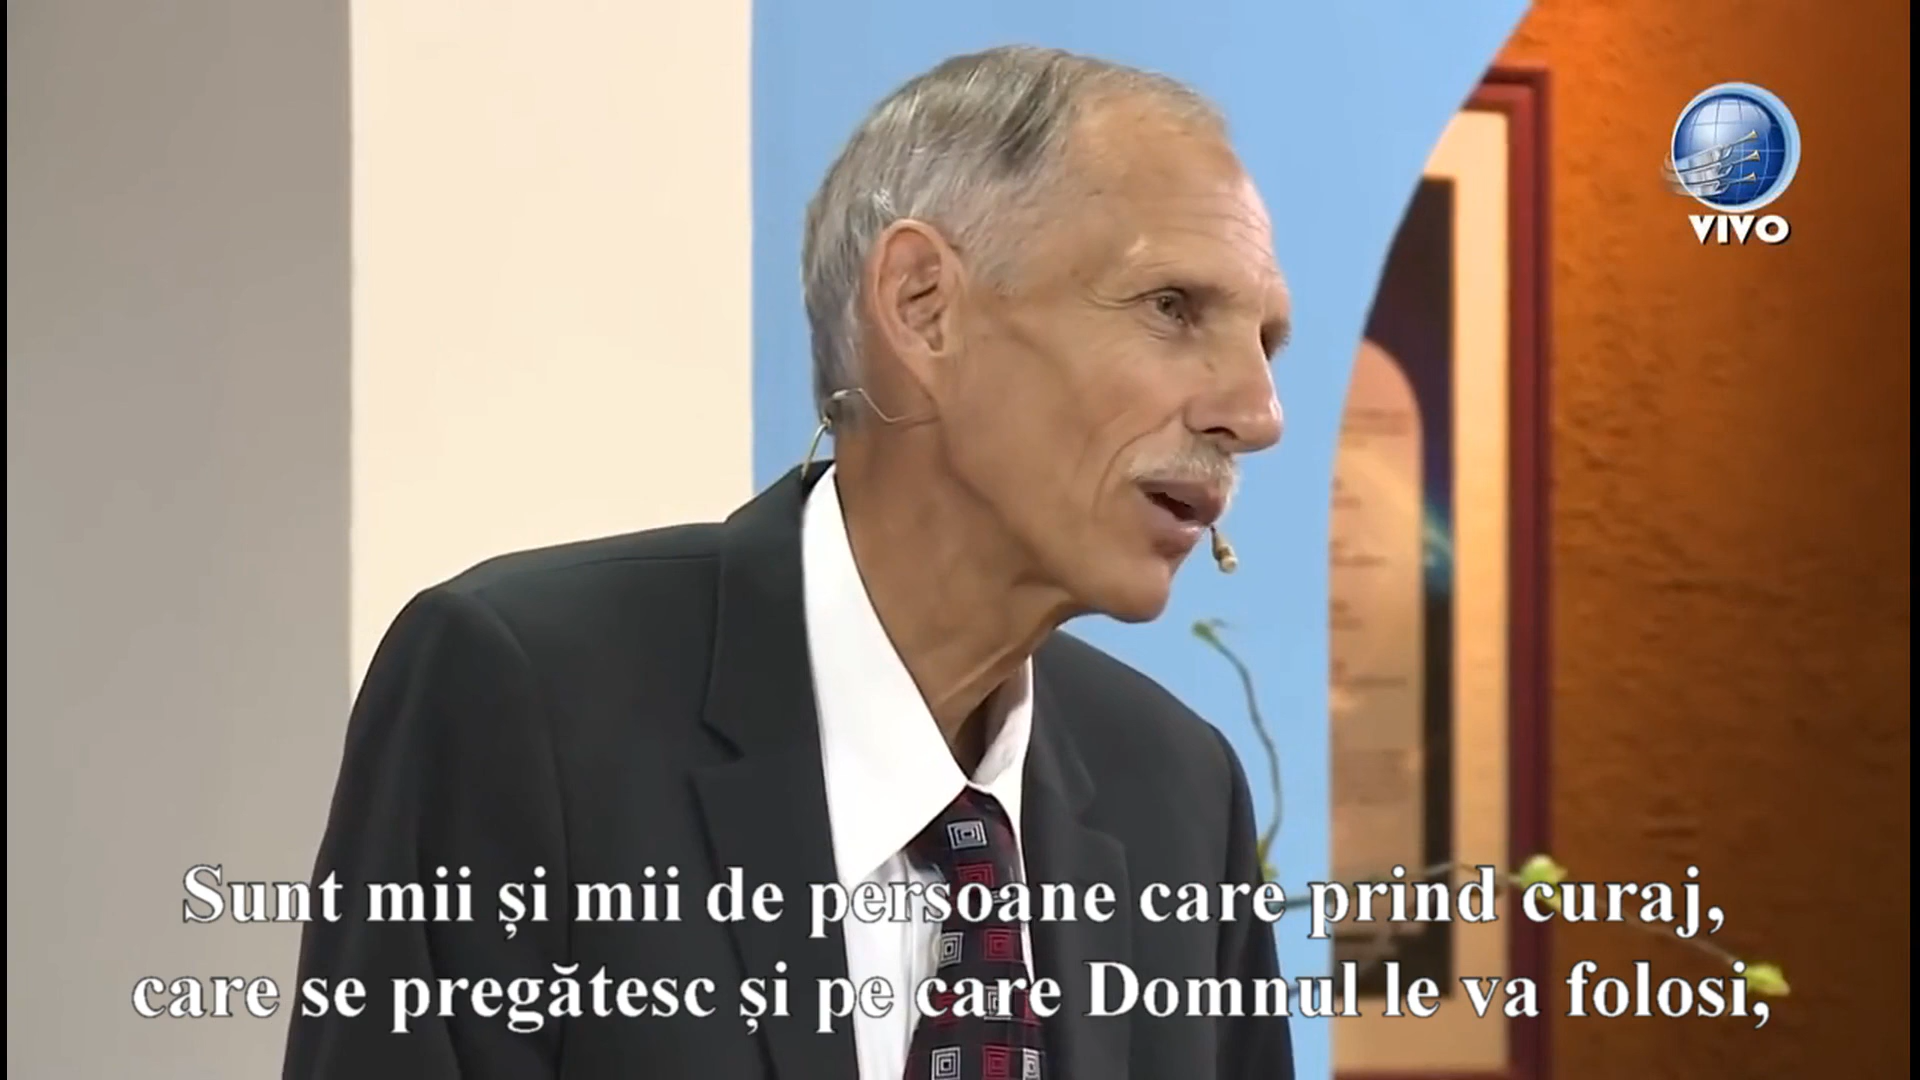 VIVO
Sunt mii și mii de persoane care prind curaj,
care se pregătesc și pe care Domnul le va folosi,